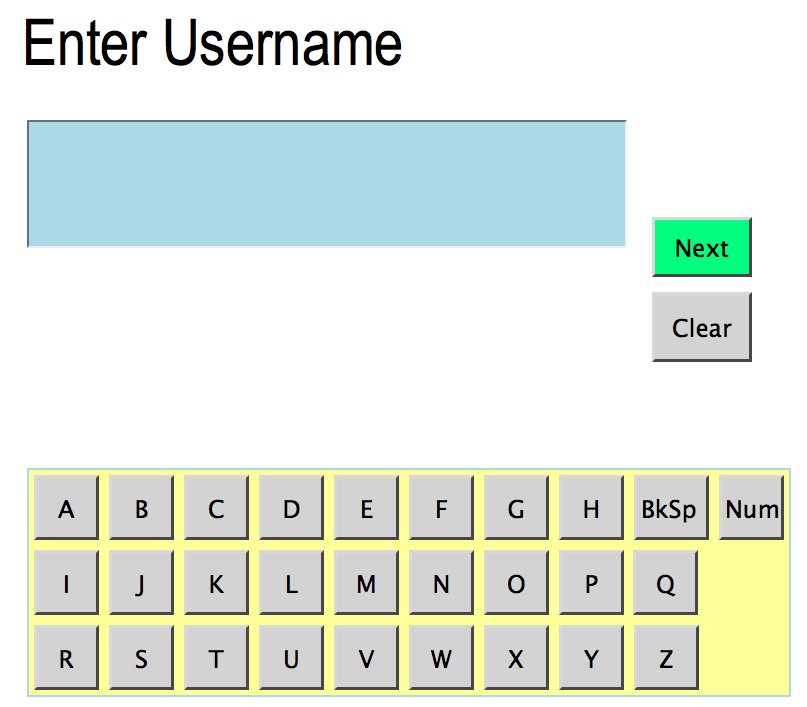 Enter Username
Next
Clear
A B C D E F G H BkSp Num
I J K L M N O P Q
R S T U V W X Y Z